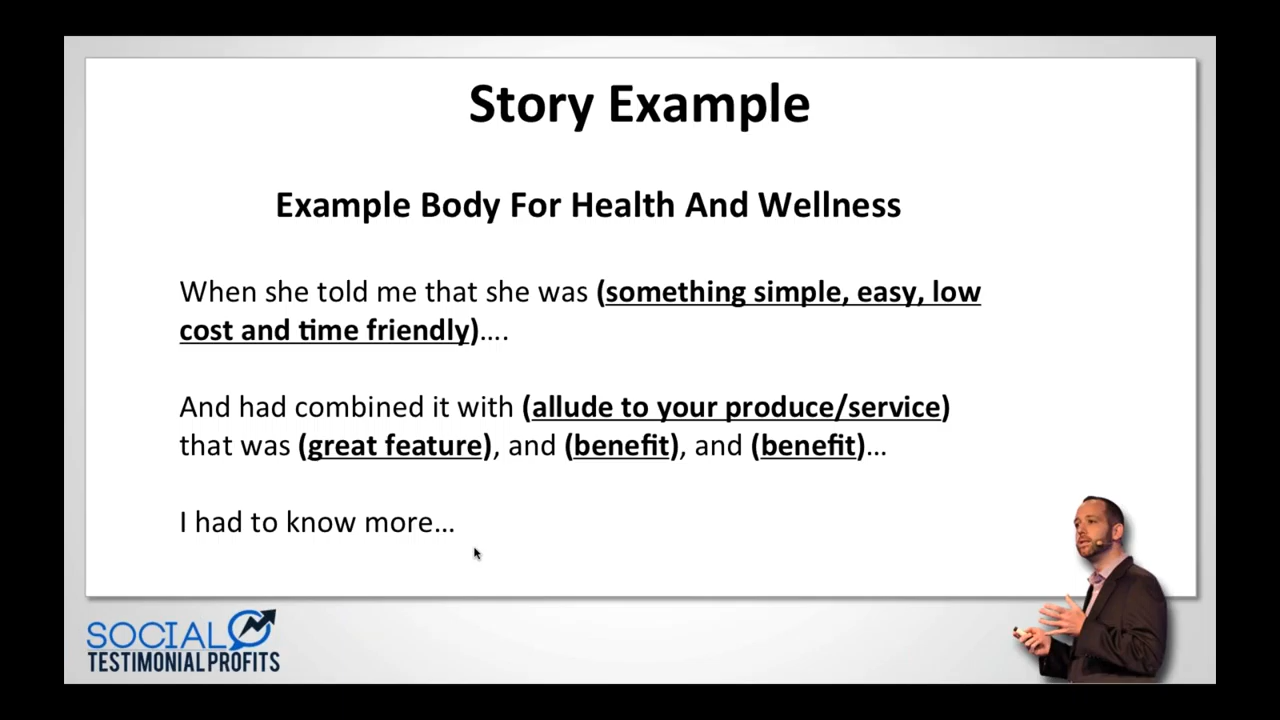 Story Example
Example Body For Health And Wellness
When she told me that she was (something simple, easy, low
cost and time friendly)....
And had combined it with (allude to your produce/service)
that was (great feature), and (benefit), and (benefit)...
I had to know more...
SOCIAL
TESTIMONIAL PROFITS